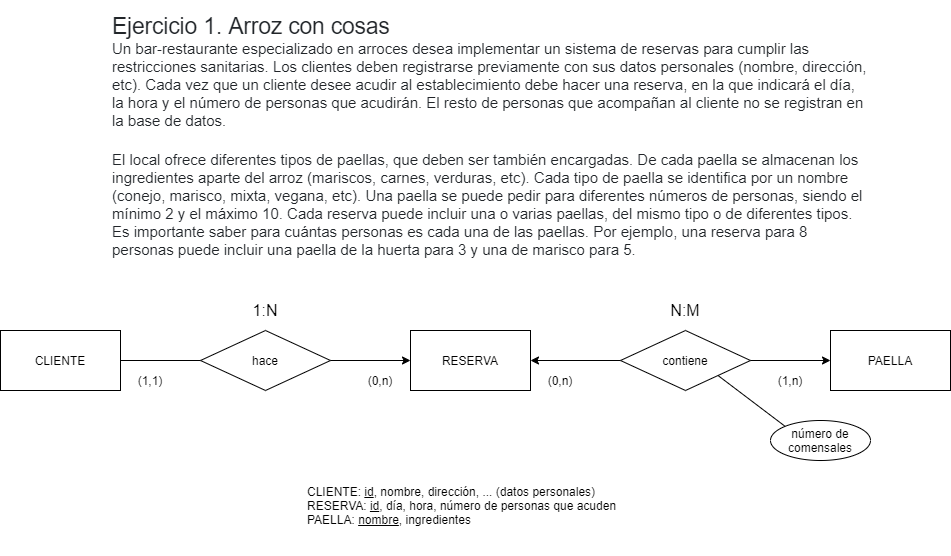 Ejercicio 1. Arroz con cosas
Un bar-restaurante especializado en arroces desea implementar un sistema de reservas para cumplir las
restricciones sanitarias. Los clientes deben registrarse previamente con sus datos personales (nombre, dirección,
etc). Cada vez que un cliente desee acudir al establecimiento debe hacer una reserva, en la que indicará el día,
la hora y el número de personas que acudirán. El resto de personas que acompañan al cliente no se registran en
la base de datos.
El local ofrece diferentes tipos de paellas, que deben ser también encargadas. De cada paella se almacenan los
ingredientes aparte del arroz (mariscos, carnes, verduras, etc). Cada tipo de paella se identifica por un nombre
(conejo, marisco, mixta, vegana, etc). Una paella se puede pedir para diferentes números de personas, siendo el
mínimo 2 y el máximo 10. Cada reserva puede incluir una o varias paellas, del mismo tipo o de diferentes tipos.
Es importante saber para cuántas personas es cada una de las paellas. Por ejemplo, una reserva para 8
personas puede incluir una paella de la huerta para 3 y una de marisco para 5.
1:N
N:M
CLIENTE
hace
RESERVA
contiene
PAELLA
(1,1)
(0,n)
(0,n)
(1,n)
número de
comensales
CLIENTE: id, nombre, dirección, ... (datos personales)
RESERVA: id, día, hora, número de personas que acuden
PAELLA: nombre, ingredientes